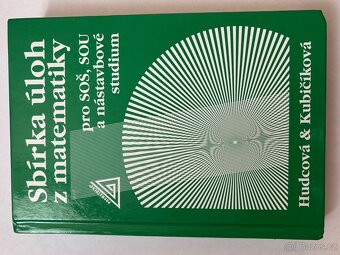 Sbírka úloh
z matematiky
pro SOŠ, SOU
a nástavbové
studium
Hudcová & Kubičíková